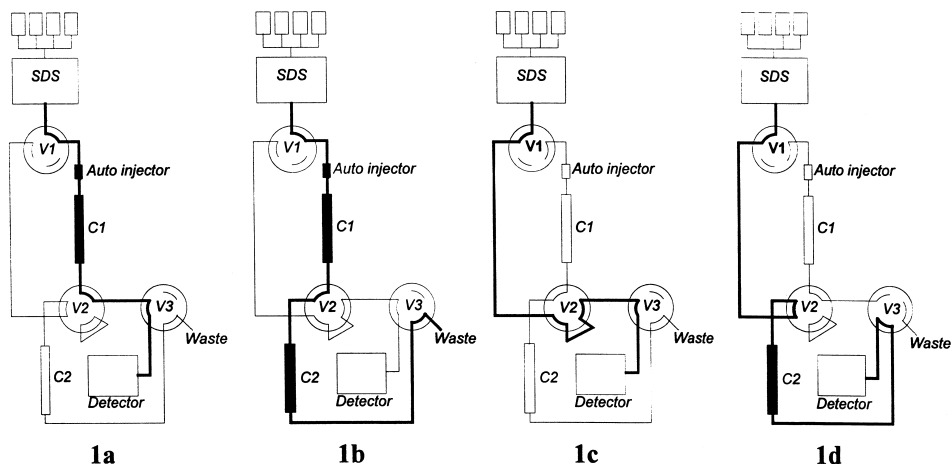 SDS
V1
Auto injector
C1
V2
V3
Waste
C2
Detector
1a
SDS
V1
Auto injector
C1
V2
V3
Waste
C2
Detector
1b
SDS
V1
Auto injector
C1
V2
V3
Waste
C2
Detector
1c
SDS
V1
Auto injector
C1
V2
V3
Waste
C2
Detector
1d